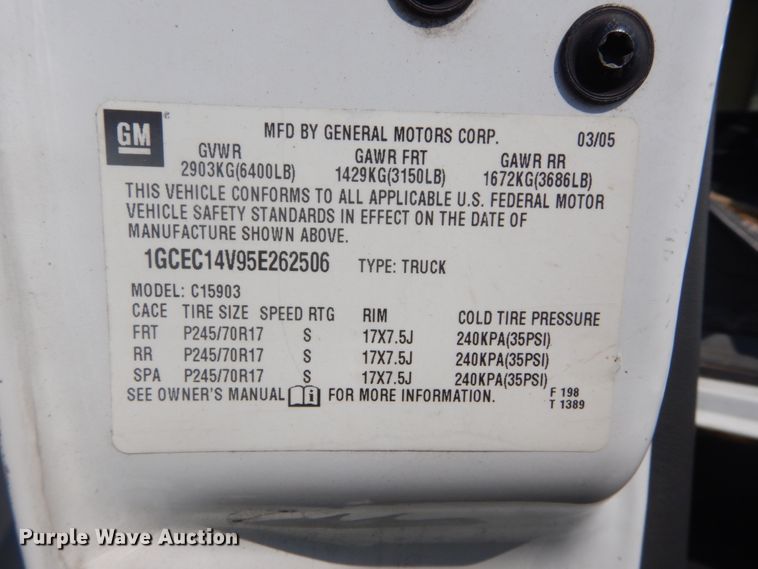 GM
MFD BY GENERAL MOTORS CORP. 03/05
GVWR GAWR FRT GAWR RR
2903KG(6400LB) 1429KG(3150LB) 1672KG(3686LB)
THIS VEHICLE CONFORMS TO ALL APPLICABLE U.S. FEDERAL MOTOR
VEHICLE SAFETY STANDARDS IN EFFECT ON THE DATE OF
MANUFACTURE SHOWN ABOVE.
1GCEC14V95E262506 TYPE: TRUCK
MODEL: C15903
CACE TIRE SIZE SPEED RTG RIM COLD TIRE PRESSURE
FRT P245/70R17 S 17X7.5J 240KPA(35PSI)
RR P245/70R17 S 17X7.5J 240KPA(35PSI)
SPA P245/70R17 S 17X7.5J 240KPA(35PSI)
SEE OWNER'S MANUAL FOR MORE INFORMATION.
F 198
T 1389
Purple Wave Auction